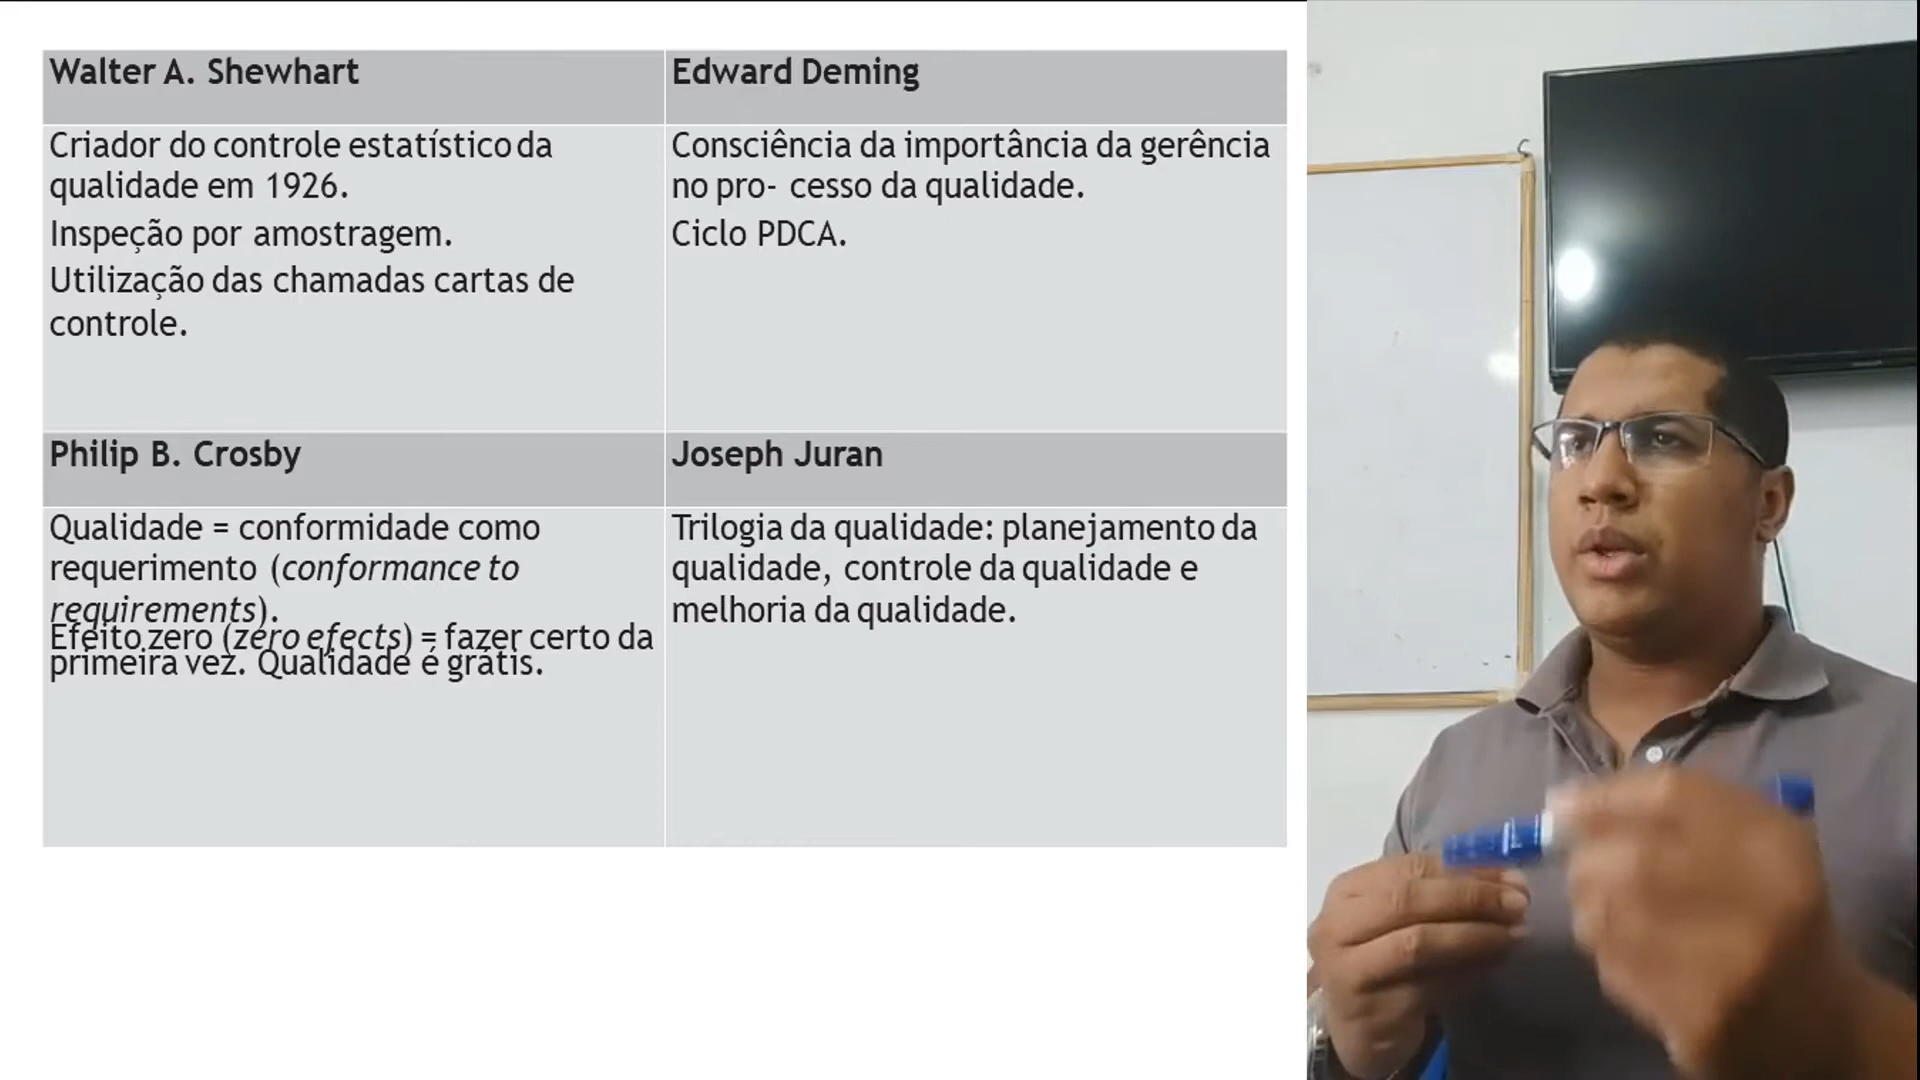 Walter A. Shewhart
Criador do controle estatístico da
qualidade em 1926.
Inspeção por amostragem.
Utilização das chamadas cartas de
controle.
Edward Deming
Consciência da importância da gerência
no pro- cesso da qualidade.
Ciclo PDCA.
Philip B. Crosby
Qualidade = conformidade como
requerimento (conformance to
requirements).
Efeito zero (zero efects) = fazer certo da
primeira vez. Qualidade é grátis.
Joseph Juran
Trilogia da qualidade: planejamento da
qualidade, controle da qualidade e
melhoria da qualidade.